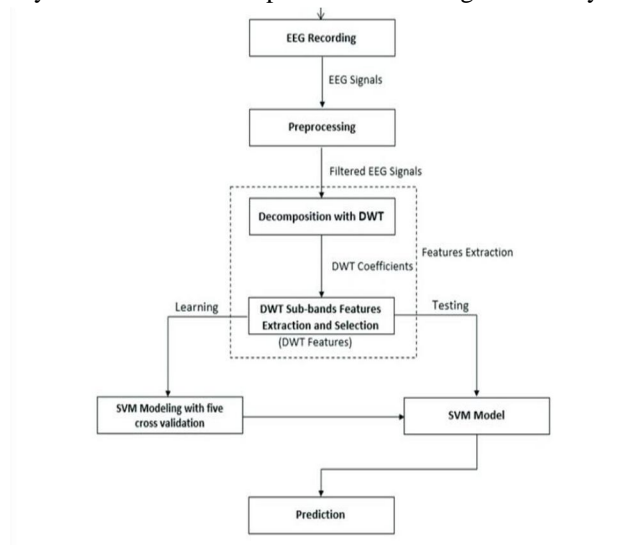 EEG Recording
EEG Signals
Preprocessing
Filtered EEG Signals
Decomposition with DWT
Features Extraction
DWT Coefficients
Learning
DWT Sub-bands Features
Extraction and Selection
(DWT Features)
Testing
SVM Modeling with five
cross validation
SVM Model
Prediction